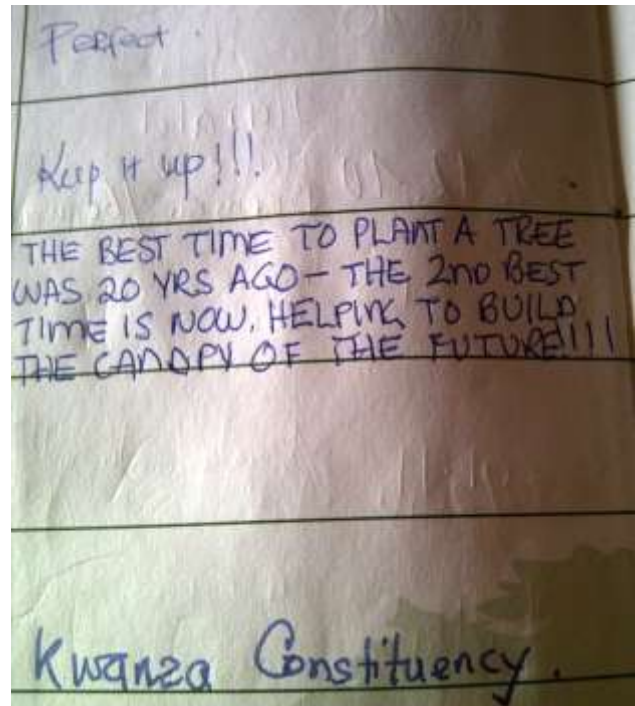 Perfect.
Keep it up!!!
THE BEST TIME TO PLANT A TREE
WAS 20 YRS AGO - THE 2ND BEST
TIME IS NOW. HELPING TO BUILD
THE CANOPY OF THE FUTURE!!!!
Kwanza Constituency.